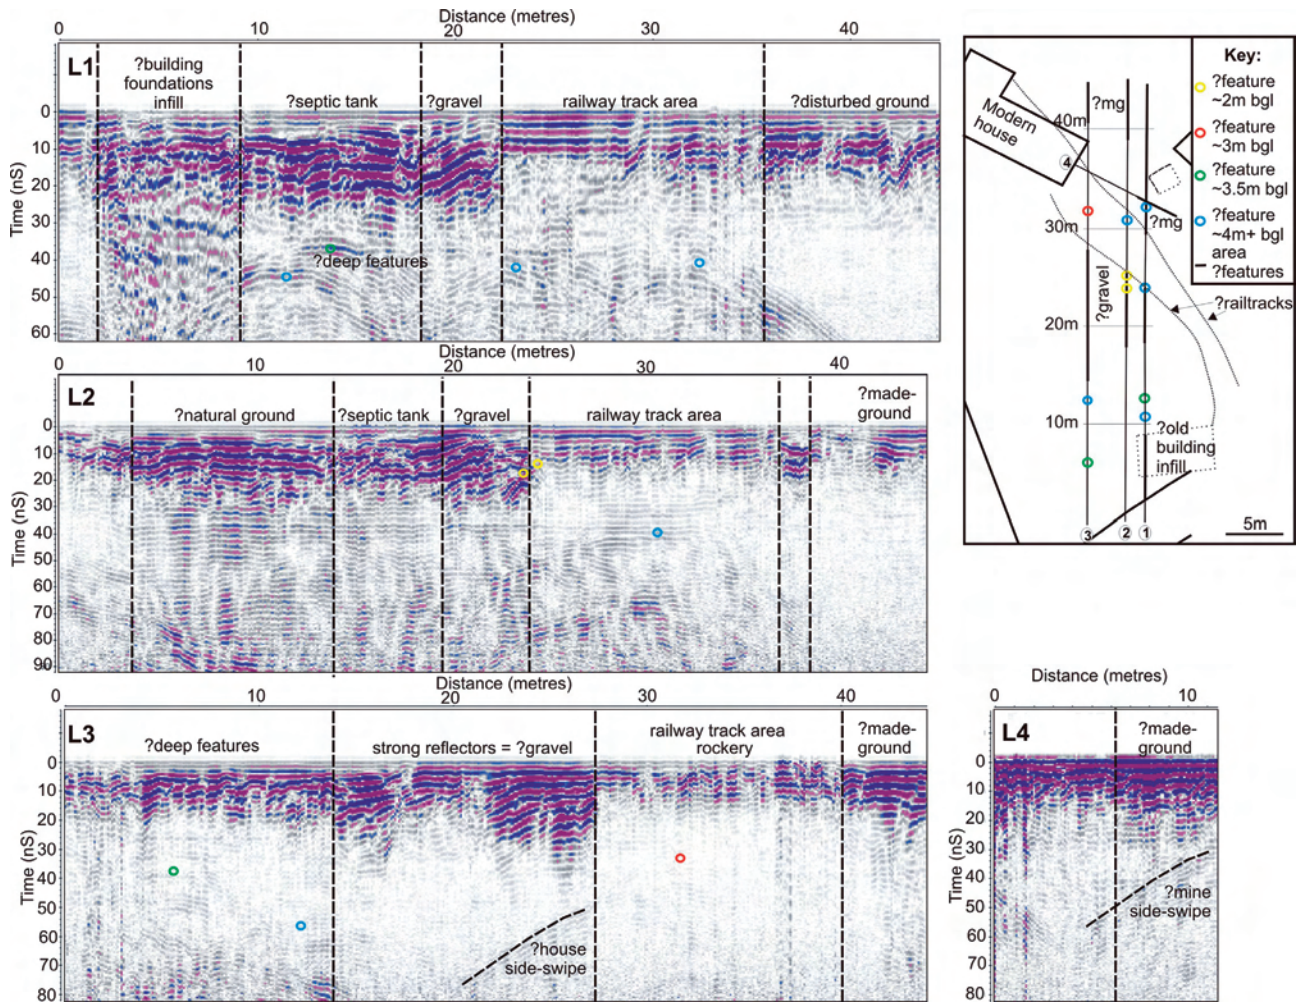 Distance (metres)
0 10 20 30 40
L1
?building
foundations
infill
?septic tank
?gravel
railway track area
?disturbed ground
Time (nS)
0
10
20
30
40
50
60
?deep features
Distance (metres)
0 10 20 30 40
L2
?natural ground
?septic tank
?gravel
railway track area
?made-
ground
Time (nS)
0
10
20
30
40
50
60
70
80
90
Distance (metres)
0 10 20 30 40
L3
?deep features
strong reflectors = ?gravel
railway track area
rockery
?made-
ground
Time (nS)
0
10
20
30
40
50
60
70
80
?house
side-swipe
Key:
?feature
~2m bgl
?feature
~3m bgl
?feature
~3.5m bgl
?feature
~4m+ bgl
area
?features
Modern
house
4
?mg
40m
30m
?mg
?gravel
?railtracks
20m
10m
?old
building
infill
3 2 1
5m
Distance (metres)
0 10
L4
?made-
ground
Time (nS)
0
10
20
30
40
50
60
70
80
?mine
side-swipe